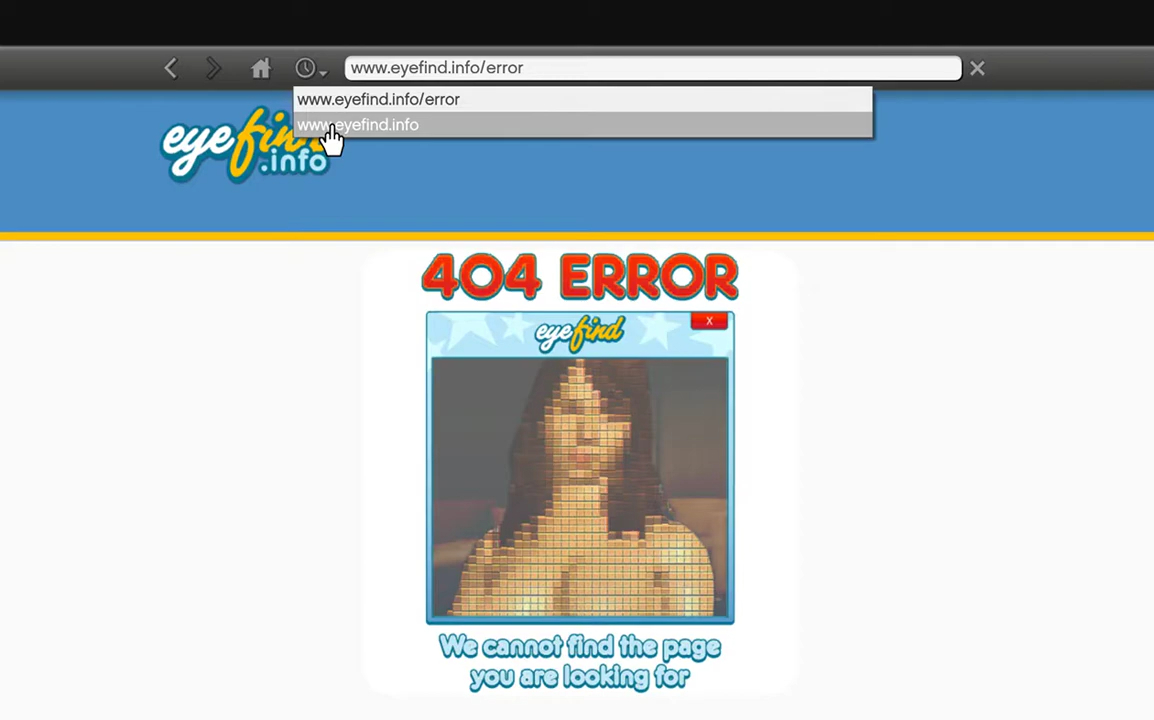 www.eyefind.info/error
www.eyefind.info/error
www.eyefind.info
eyefind
.info
404 ERROR
eyefind
X
We cannot find the page
you are looking for